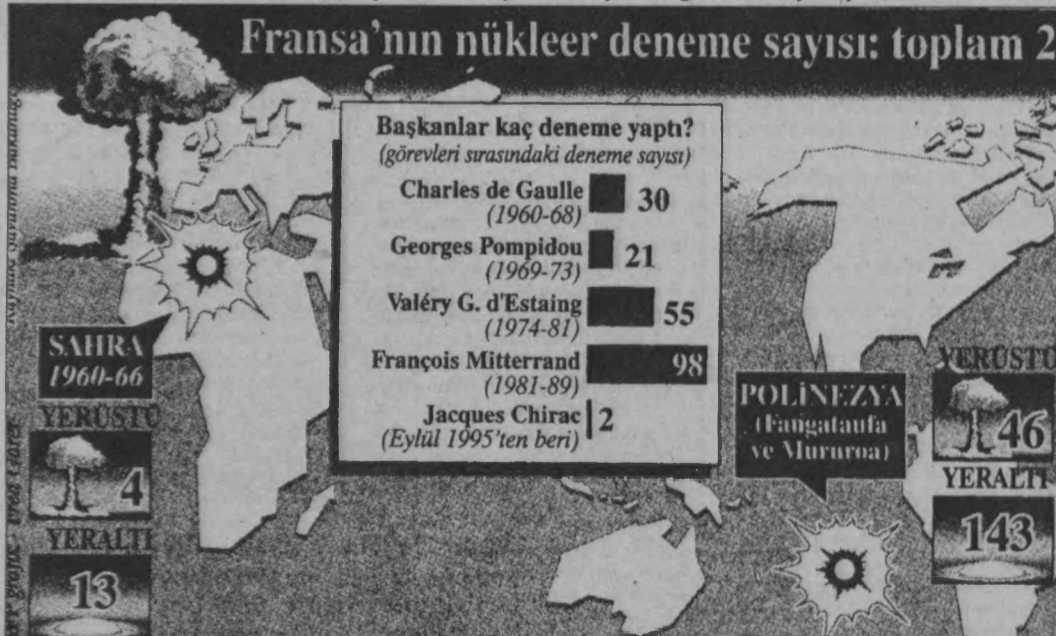 Fransa'nın nükleer deneme sayısı: toplam 2
Başkanlar kaç deneme yaptı?
(görevleri sırasındaki deneme sayısı)
Charles de Gaulle 30
(1960-68)
Georges Pompidou 21
(1969-73)
Valéry G. d'Estaing 55
(1974-81)
François Mitterrand 98
(1981-89)
Jacques Chirac 2
(Eylül 1995'ten beri)
SAHRA
1960-66
YERÜSTÜ
4
YERALTI
13
POLİNEZYA
(Fangataufa
ve Mururoa)
YERÜSTÜ
46
YERALTI
143